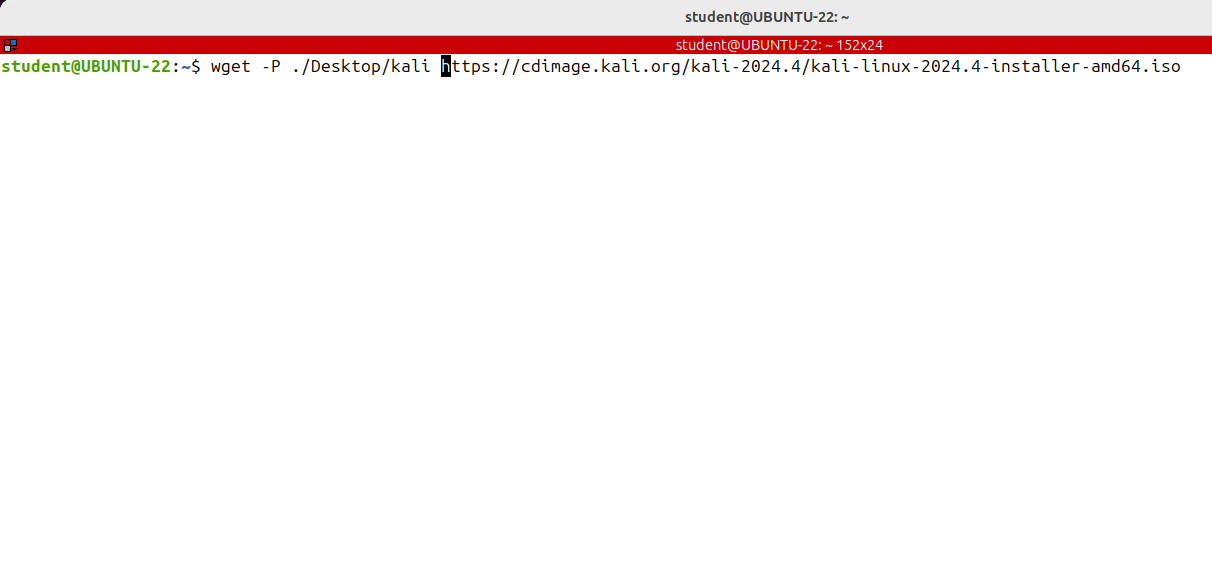 student@UBUNTU-22: ~
student@UBUNTU-22: ~ 152x24
student@UBUNTU-22:~$ wget -P ./Desktop/kali https://cdimage.kali.org/kali-2024.4/kali-linux-2024.4-installer-amd64.iso